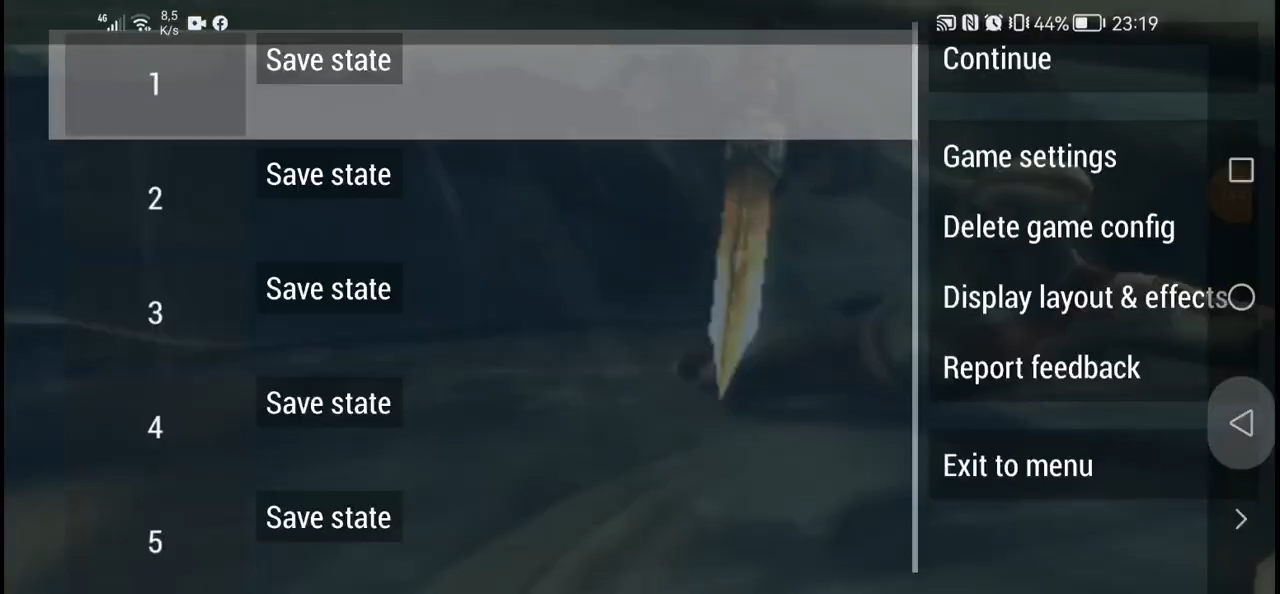 4G 8,5 K/s 44% 23:19
1 Save state
2 Save state
3 Save state
4 Save state
5 Save state
Continue
Game settings
Delete game config
Display layout & effects
Report feedback
Exit to menu